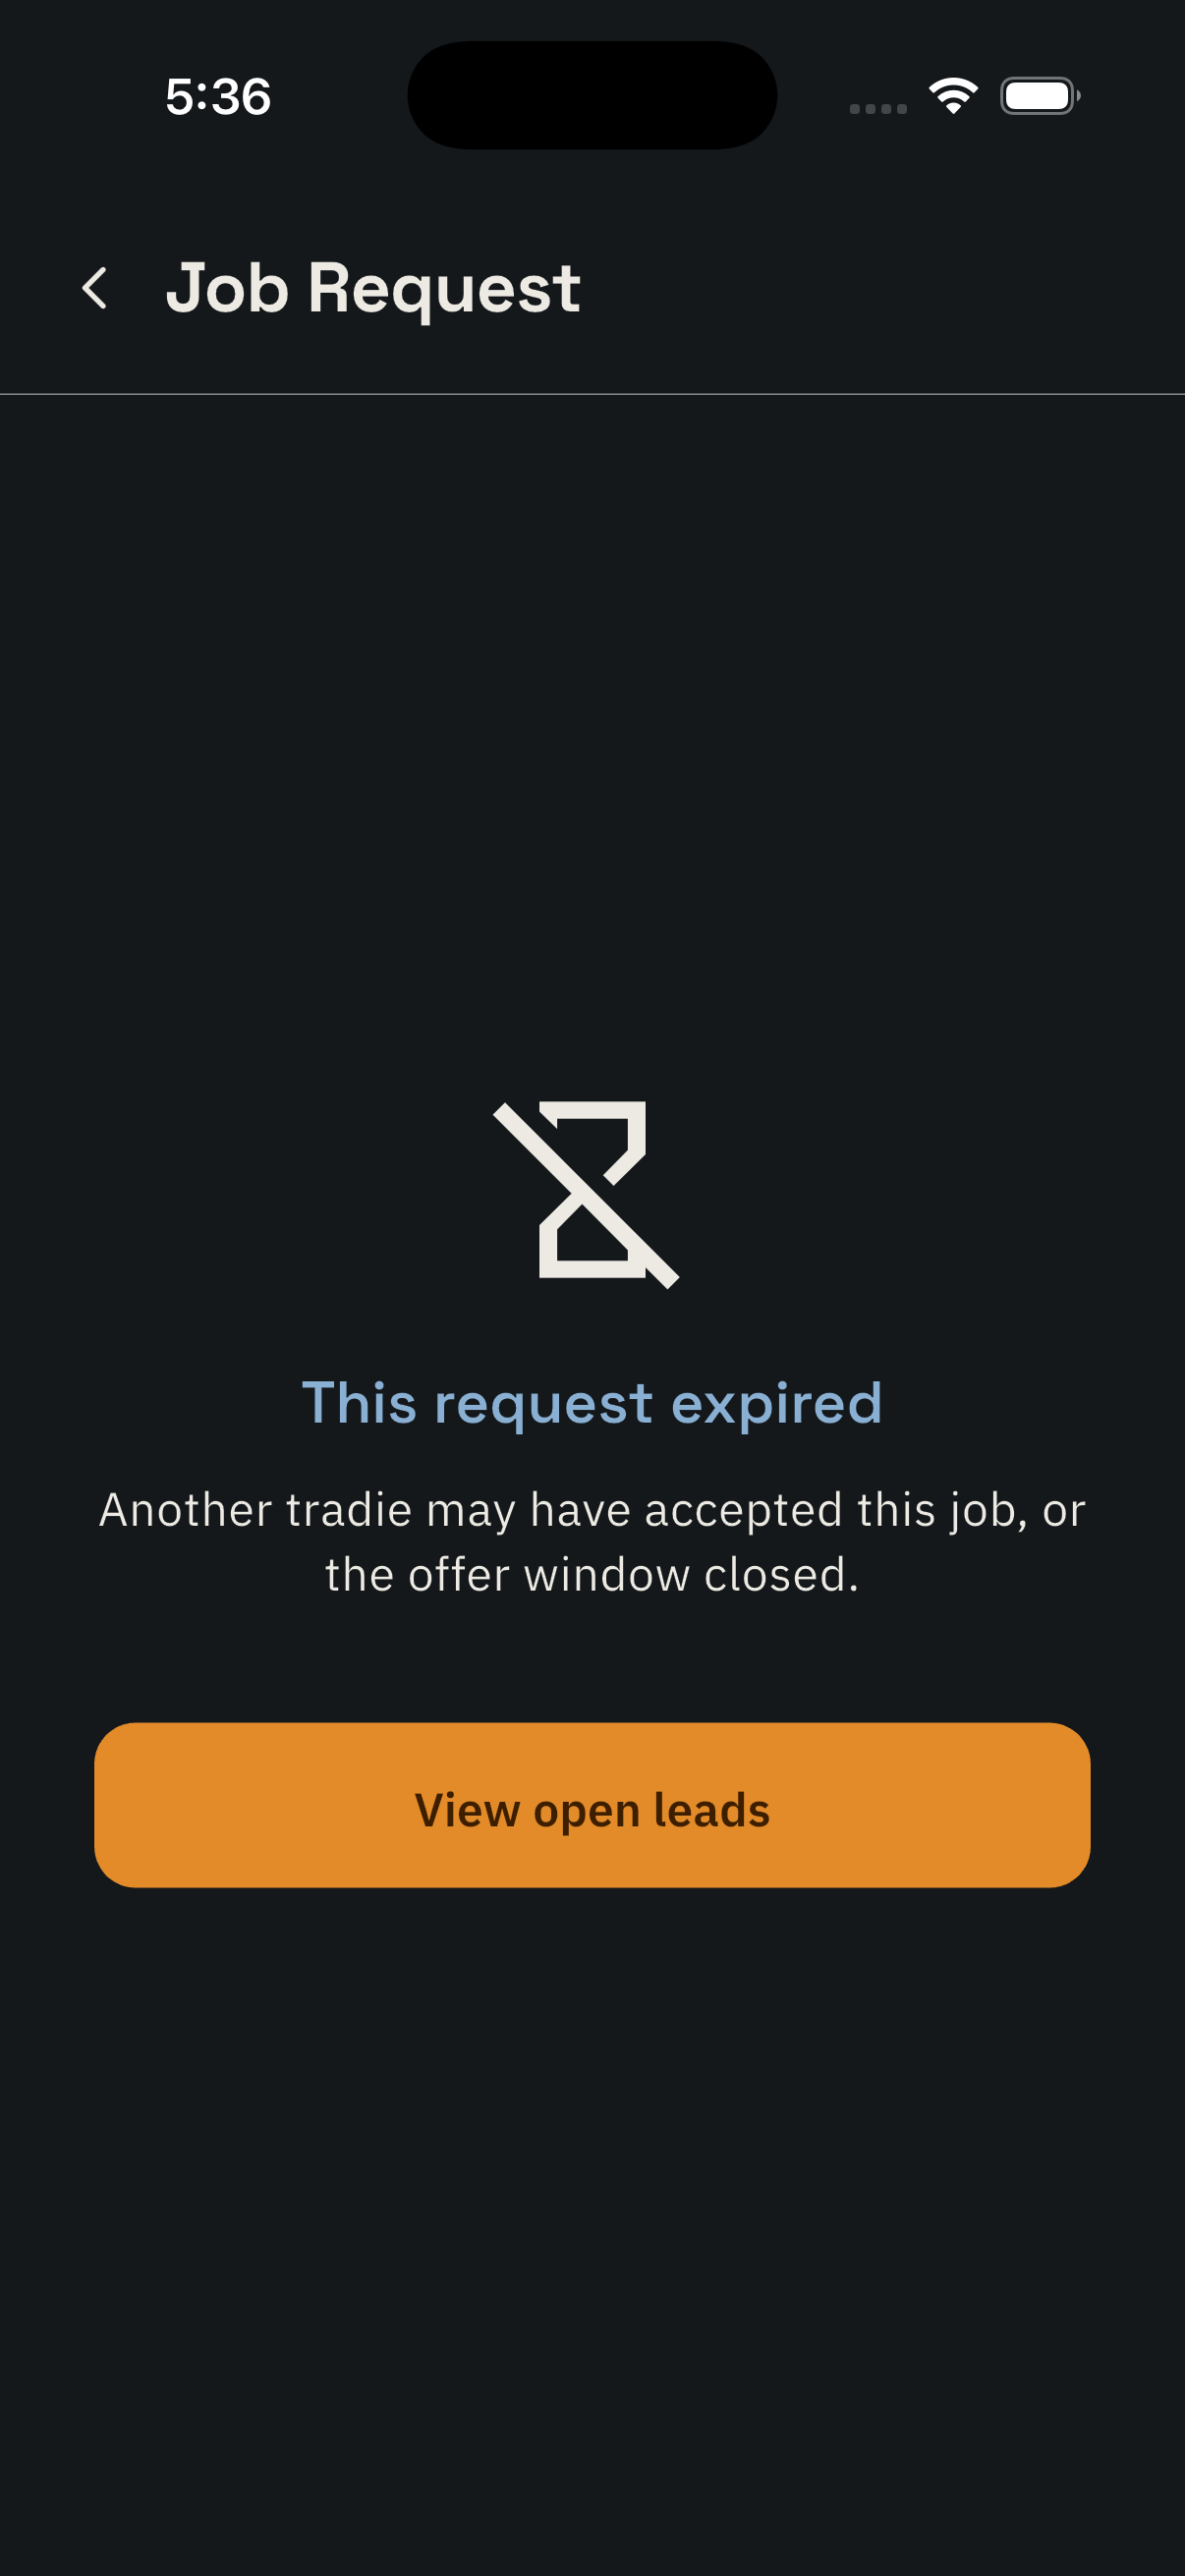 5:36
Job Request
This request expired
Another tradie may have accepted this job, or
the offer window closed.
View open leads